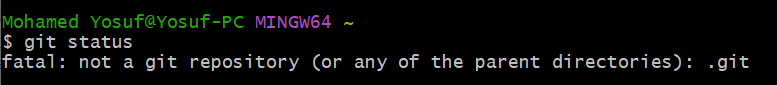 Mohamed Yosuf@Yosuf-PC MINGW64 ~
$ git status
fatal: not a git repository (or any of the parent directories): .git